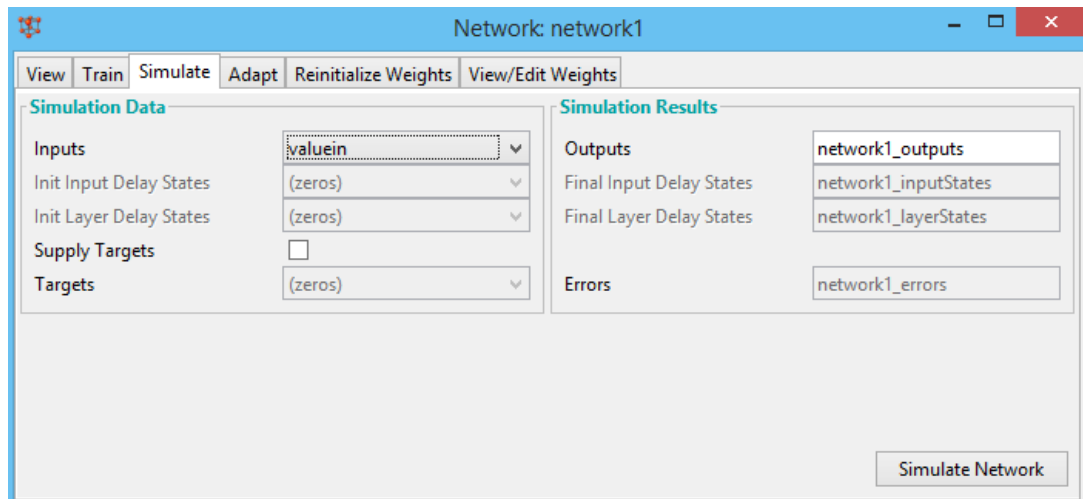 Network: network1
View Train Simulate Adapt Reinitialize Weights View/Edit Weights
Simulation Data
Inputs valuein
Init Input Delay States (zeros)
Init Layer Delay States (zeros)
Supply Targets
Targets (zeros)
Simulation Results
Outputs network1_outputs
Final Input Delay States network1_inputStates
Final Layer Delay States network1_layerStates
Errors network1_errors
Simulate Network